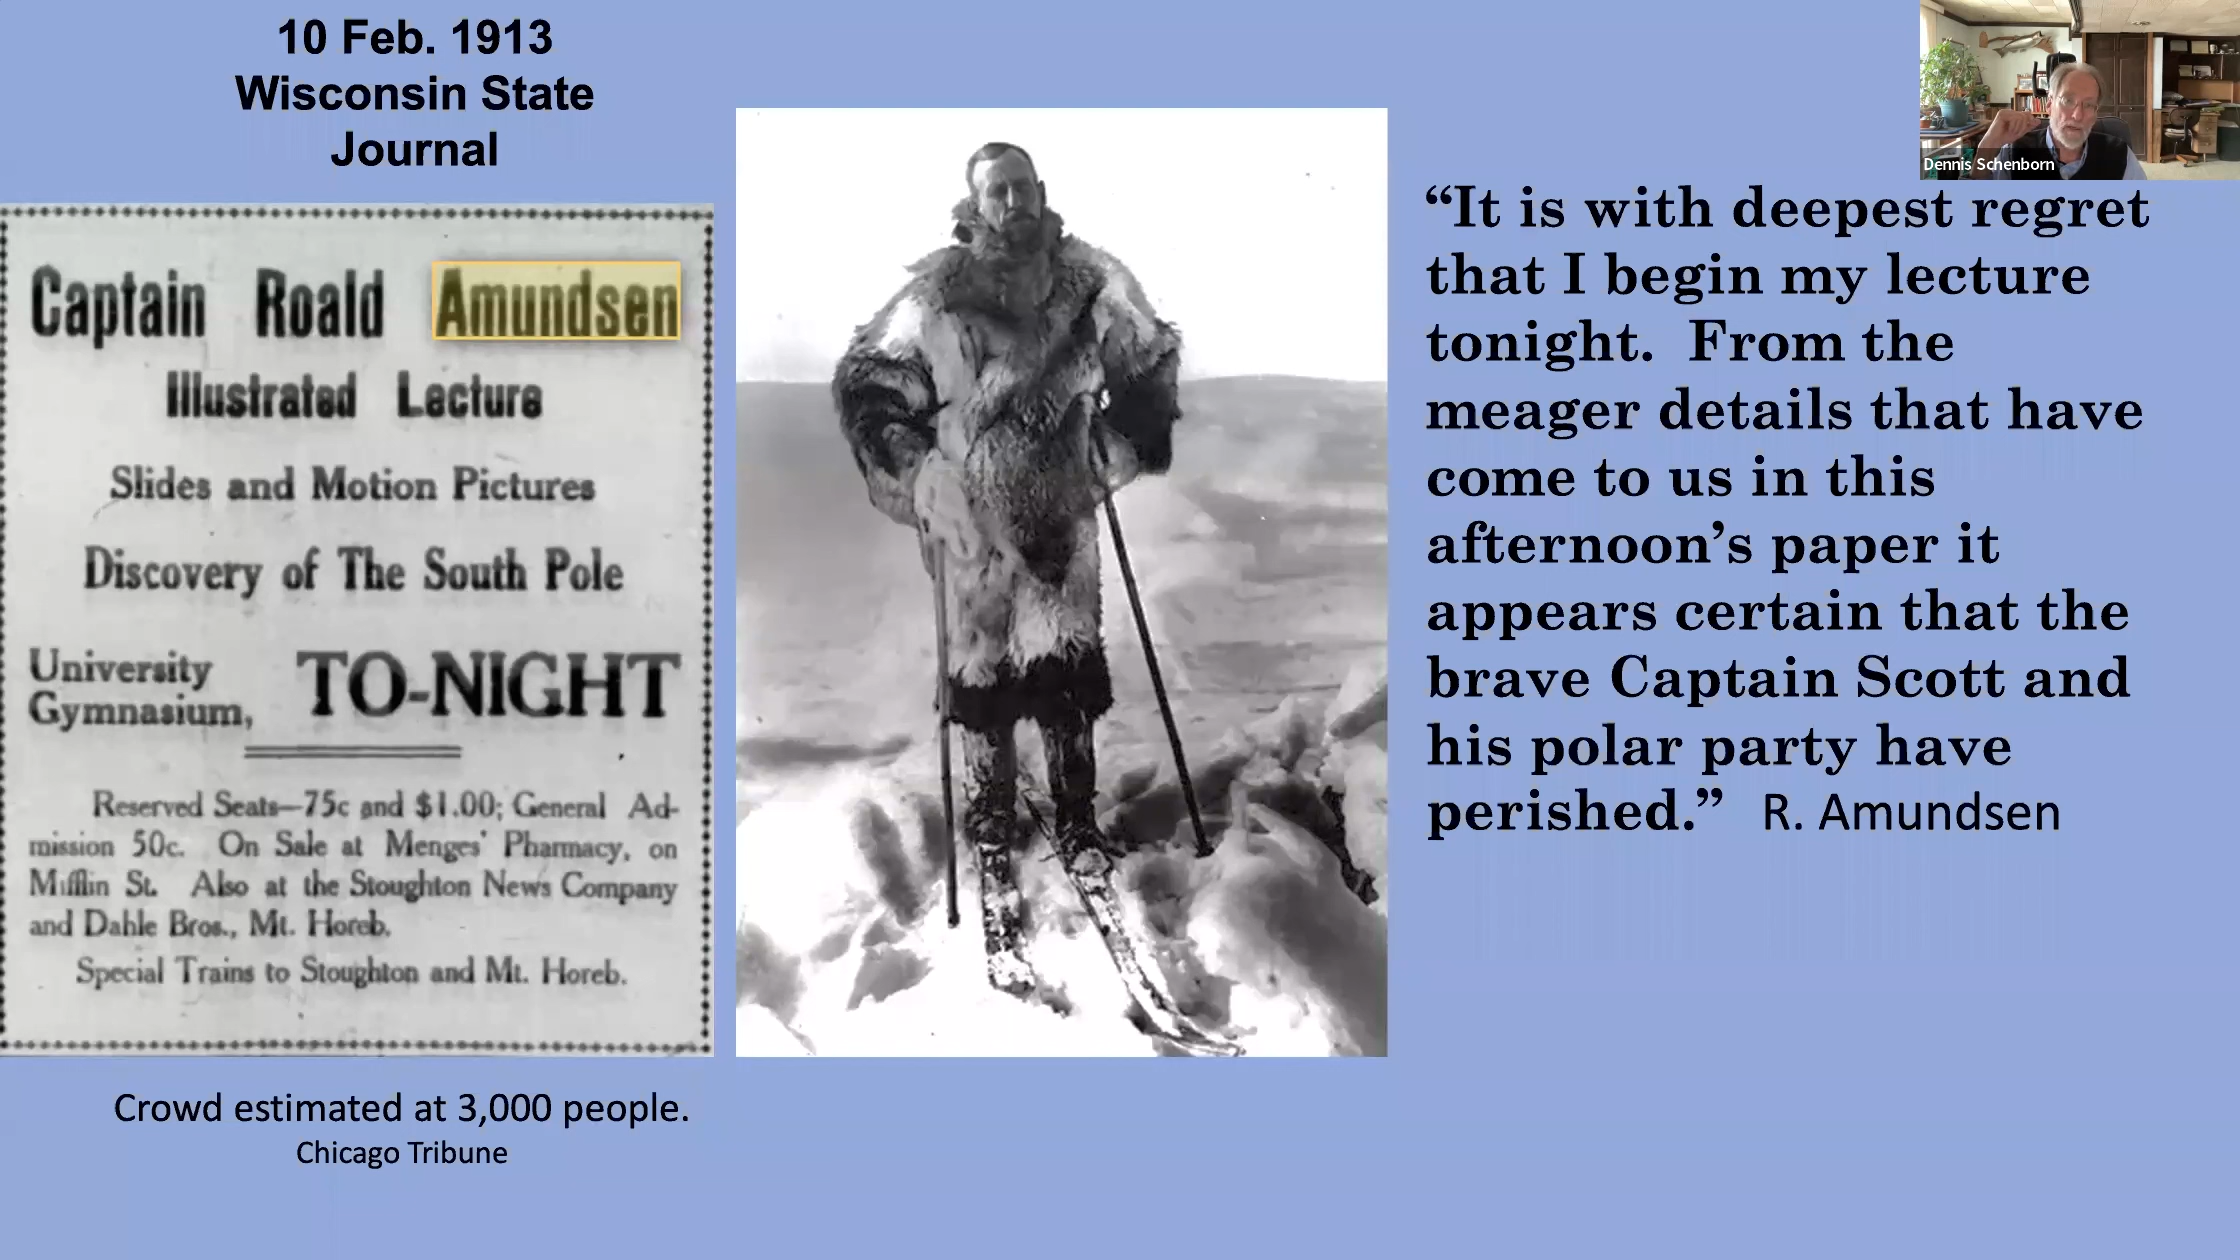 10 Feb. 1913
Wisconsin State
Journal
Captain Roald Amundsen
Illustrated Lecture
Slides and Motion Pictures
Discovery of The South Pole
University
Gymnasium, TO-NIGHT
Reserved Seats—75c and $1.00; General Ad-
mission 50c. On Sale at Menges' Pharmacy, on
Mifflin St. Also at the Stoughton News Company
and Dahle Bros., Mt. Horeb.
Special Trains to Stoughton and Mt. Horeb.
Crowd estimated at 3,000 people.
Chicago Tribune
Dennis Schenborn
“It is with deepest regret
that I begin my lecture
tonight. From the
meager details that have
come to us in this
afternoon’s paper it
appears certain that the
brave Captain Scott and
his polar party have
perished.” R. Amundsen